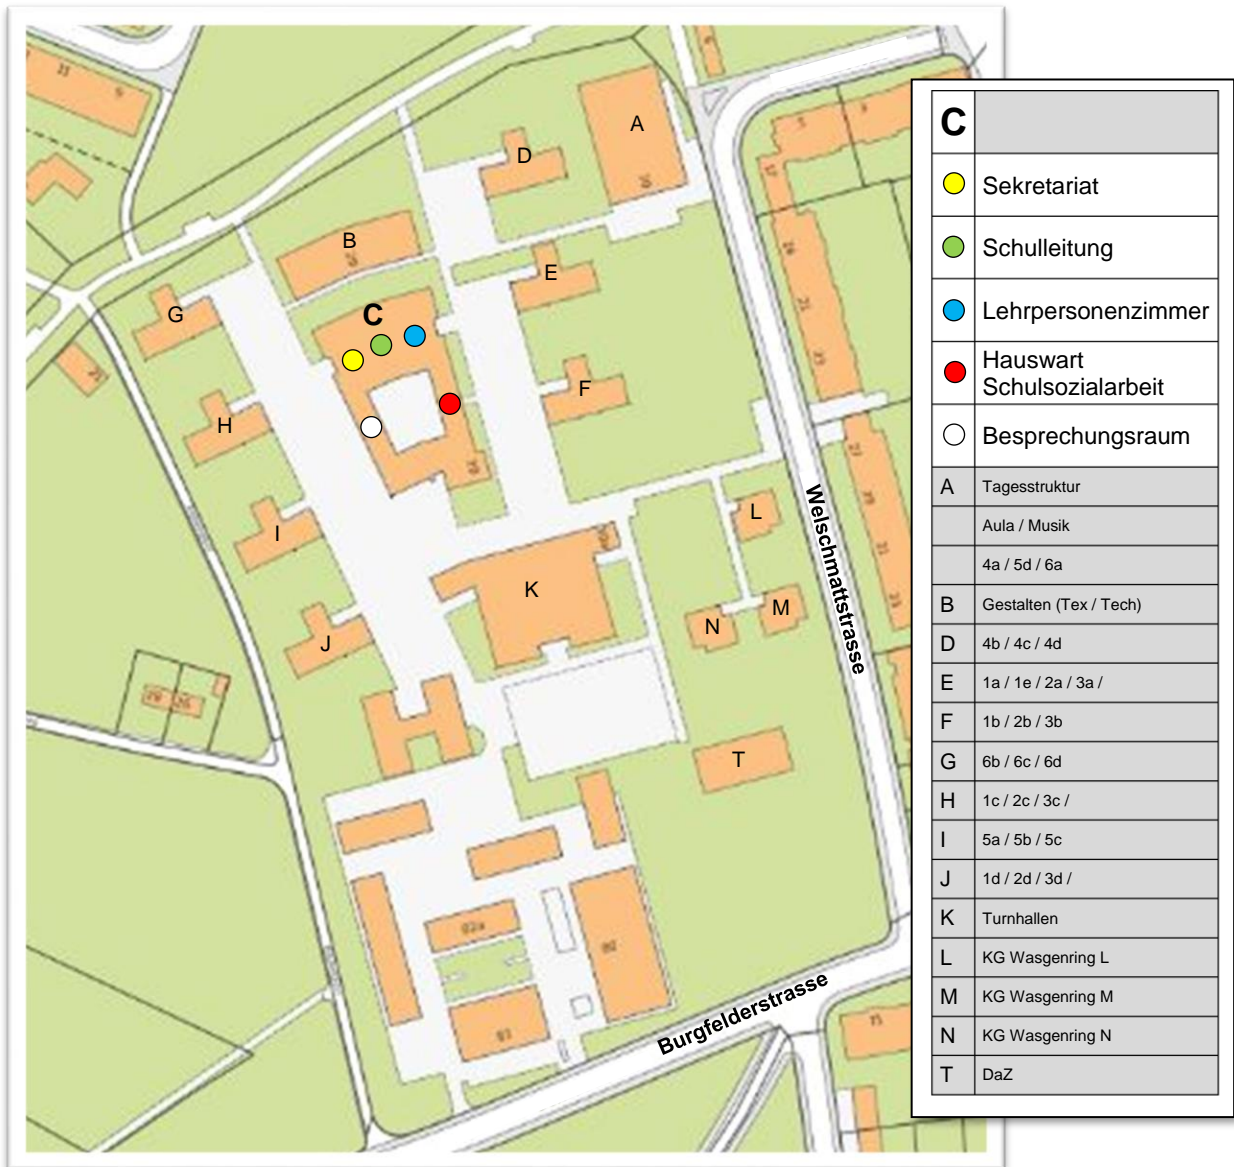 A
D
B
E
C
G
F
H
L
I
K
M
N
J
T
Welschmattstrasse
Burgfelderstrasse
C
Sekretariat
Schulleitung
Lehrpersonenzimmer
Hauswart
Schulsozialarbeit
Besprechungsraum
A Tagesstruktur
Aula / Musik
4a / 5d / 6a
B Gestalten (Tex / Tech)
D 4b / 4c / 4d
E 1a / 1e / 2a / 3a /
F 1b / 2b / 3b
G 6b / 6c / 6d
H 1c / 2c / 3c /
I 5a / 5b / 5c
J 1d / 2d / 3d /
K Turnhallen
L KG Wasgenring L
M KG Wasgenring M
N KG Wasgenring N
T DaZ